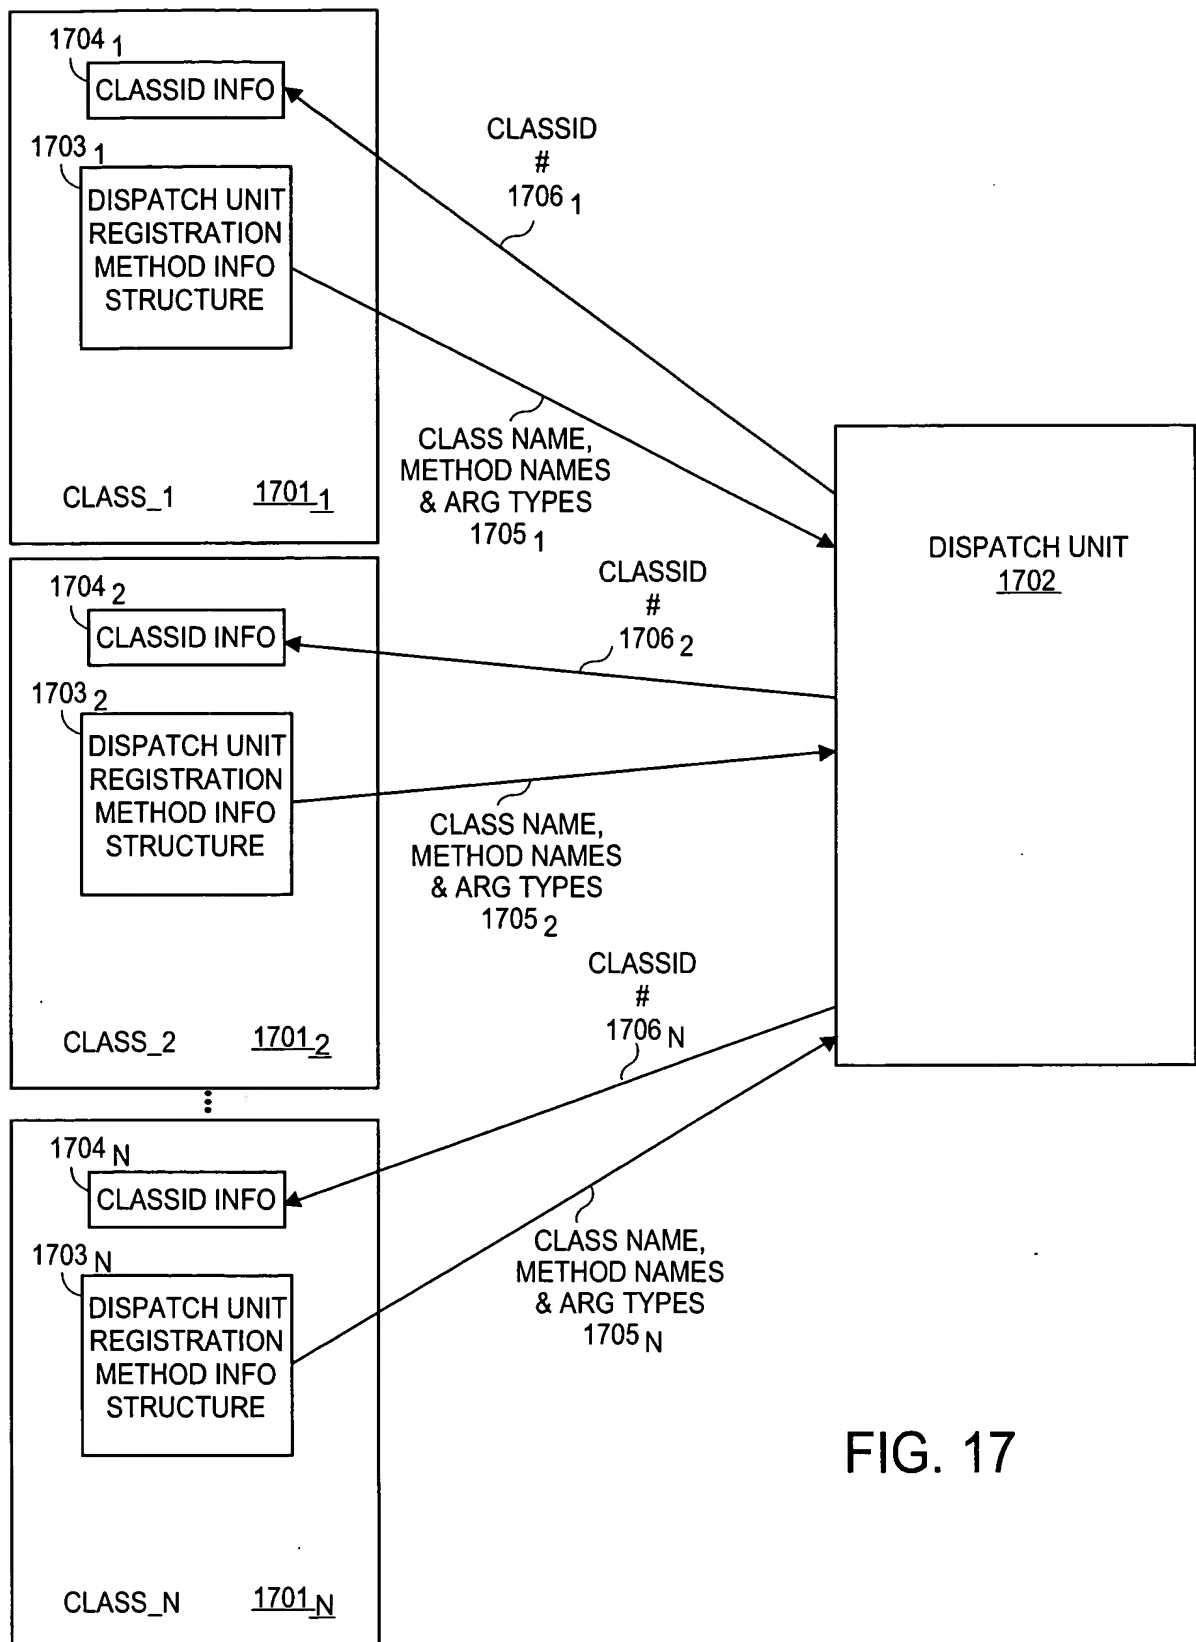 1704 1
CLASSID INFO
1703 1
DISPATCH UNIT
REGISTRATION
METHOD INFO
STRUCTURE
CLASS_1 1701 1
CLASSID
#
1706 1
CLASS NAME,
METHOD NAMES
& ARG TYPES
1705 1
1704 2
CLASSID INFO
1703 2
DISPATCH UNIT
REGISTRATION
METHOD INFO
STRUCTURE
CLASS_2 1701 2
CLASSID
#
1706 2
CLASS NAME,
METHOD NAMES
& ARG TYPES
1705 2
1704 N
CLASSID INFO
1703 N
DISPATCH UNIT
REGISTRATION
METHOD INFO
STRUCTURE
CLASS_N 1701 N
CLASSID
#
1706 N
CLASS NAME,
METHOD NAMES
& ARG TYPES
1705 N
DISPATCH UNIT
1702
FIG. 17